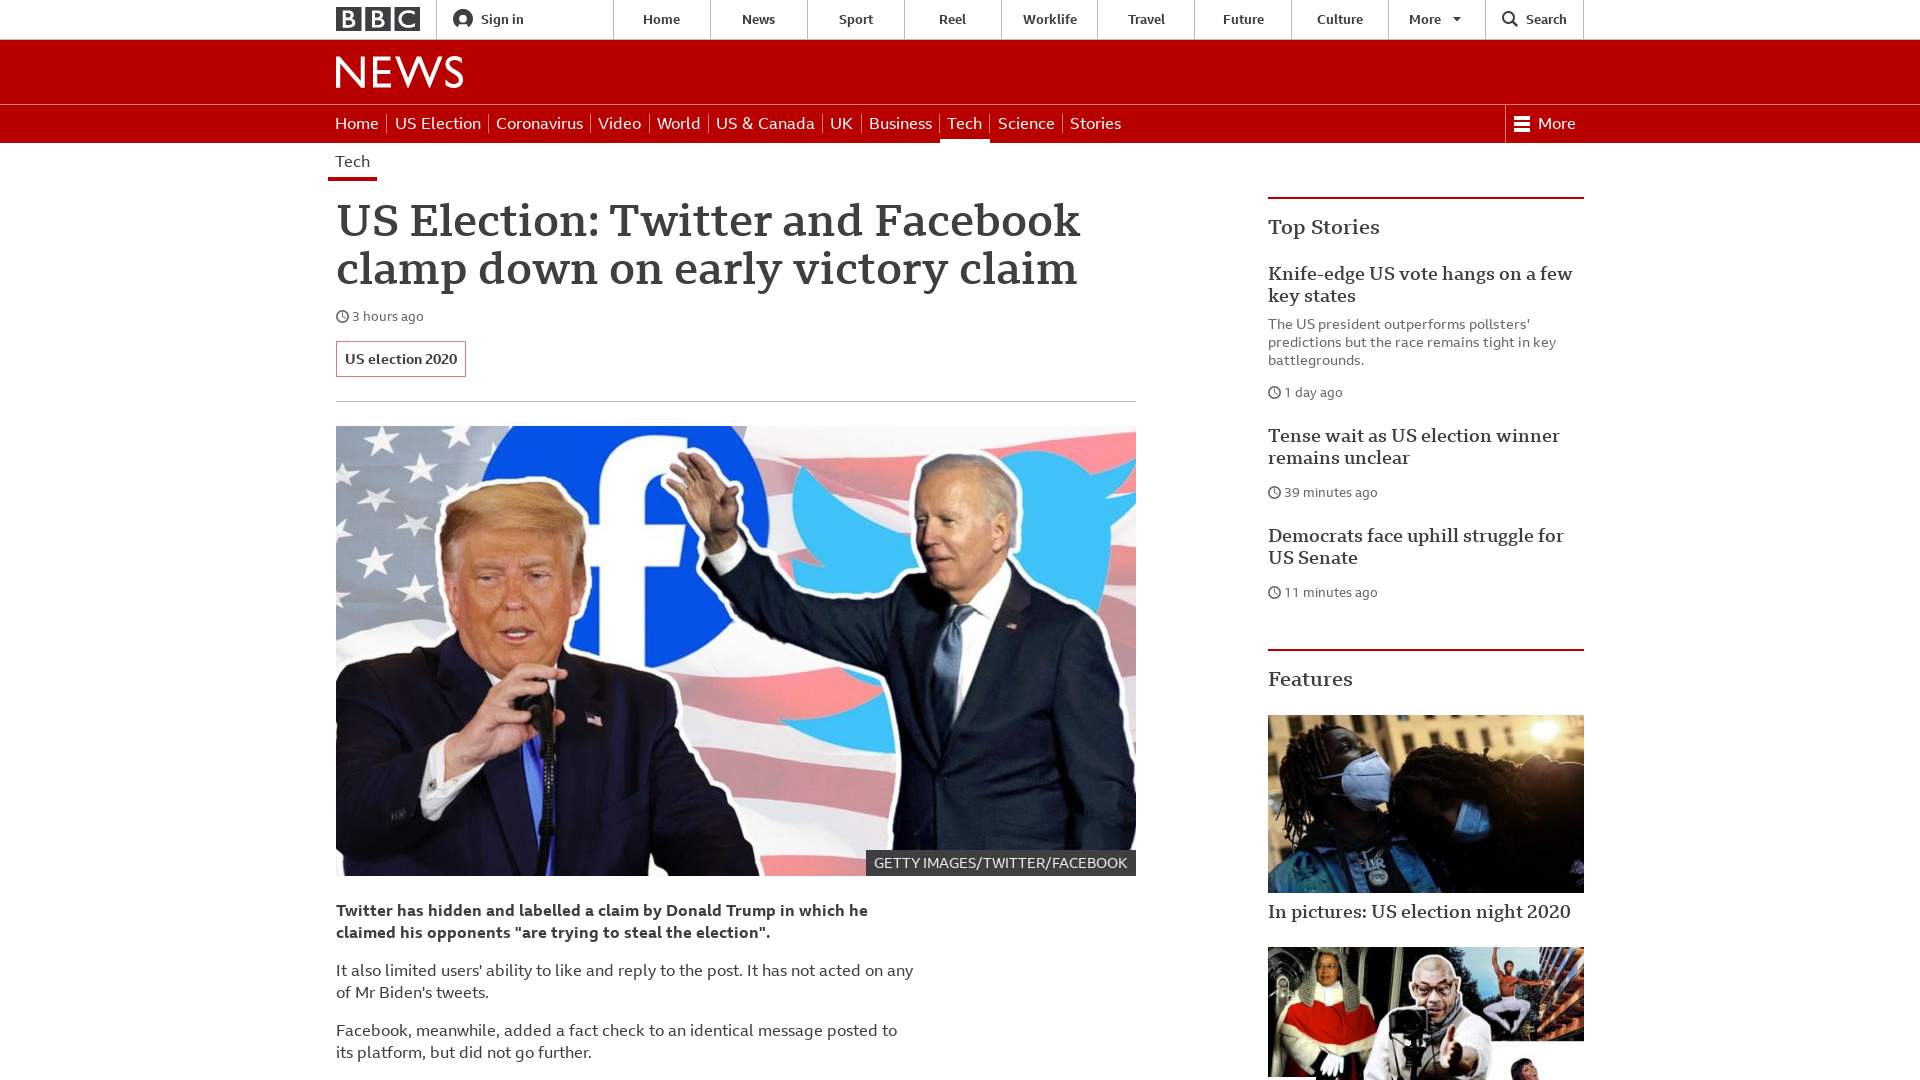 BBC
Sign in
Home
News
Sport
Reel
Worklife
Travel
Future
Culture
More
Search
NEWS
Home
US Election
Coronavirus
Video
World
US & Canada
UK
Business
Tech
Science
Stories
More
Tech
US Election: Twitter and Facebook
clamp down on early victory claim
3 hours ago
US election 2020
GETTY IMAGES/TWITTER/FACEBOOK
Twitter has hidden and labelled a claim by Donald Trump in which he
claimed his opponents "are trying to steal the election".
It also limited users' ability to like and reply to the post. It has not acted on any
of Mr Biden's tweets.
Facebook, meanwhile, added a fact check to an identical message posted to
its platform, but did not go further.
Top Stories
Knife-edge US vote hangs on a few
key states
The US president outperforms pollsters'
predictions but the race remains tight in key
battlegrounds.
1 day ago
Tense wait as US election winner
remains unclear
39 minutes ago
Democrats face uphill struggle for
US Senate
11 minutes ago
Features
In pictures: US election night 2020